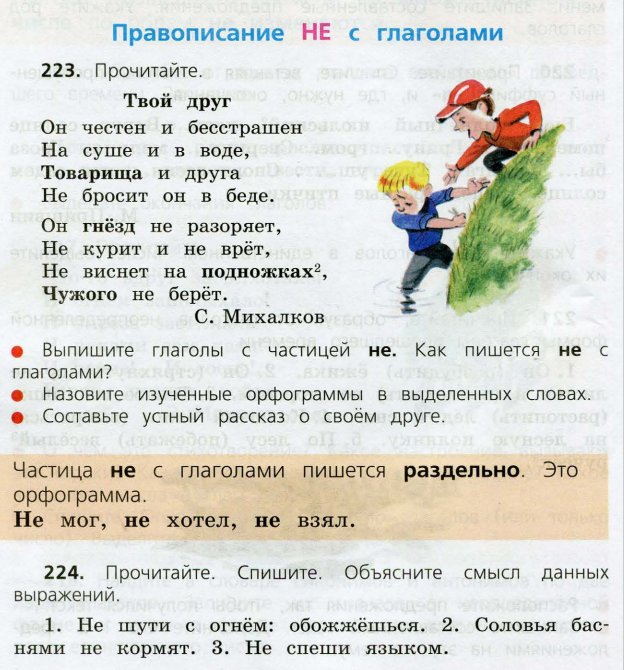 Правописание НЕ с глаголами
223. Прочитайте.
Твой друг
Он честен и бесстрашен
На суше и в воде,
Товарища и друга
Не бросит он в беде.
Он гнёзд не разоряет,
Не курит и не врёт,
Не виснет на подножках²,
Чужого не берёт.
С. Михалков
• Выпишите глаголы с частицей не. Как пишется не с
глаголами?
• Назовите изученные орфограммы в выделенных словах.
• Составьте устный рассказ о своём друге.
Частица не с глаголами пишется раздельно. Это
орфограмма.
Не мог, не хотел, не взял.
224. Прочитайте. Спишите. Объясните смысл данных
выражений.
1. Не шути с огнём: обожжёшься. 2. Соловья бас-
нями не кормят. 3. Не спеши языком.